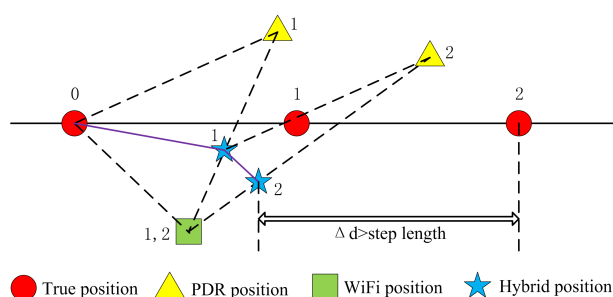 1
0
2
1
2
1
2
1, 2
Δd>step length
True position
PDR position
WiFi position
Hybrid position